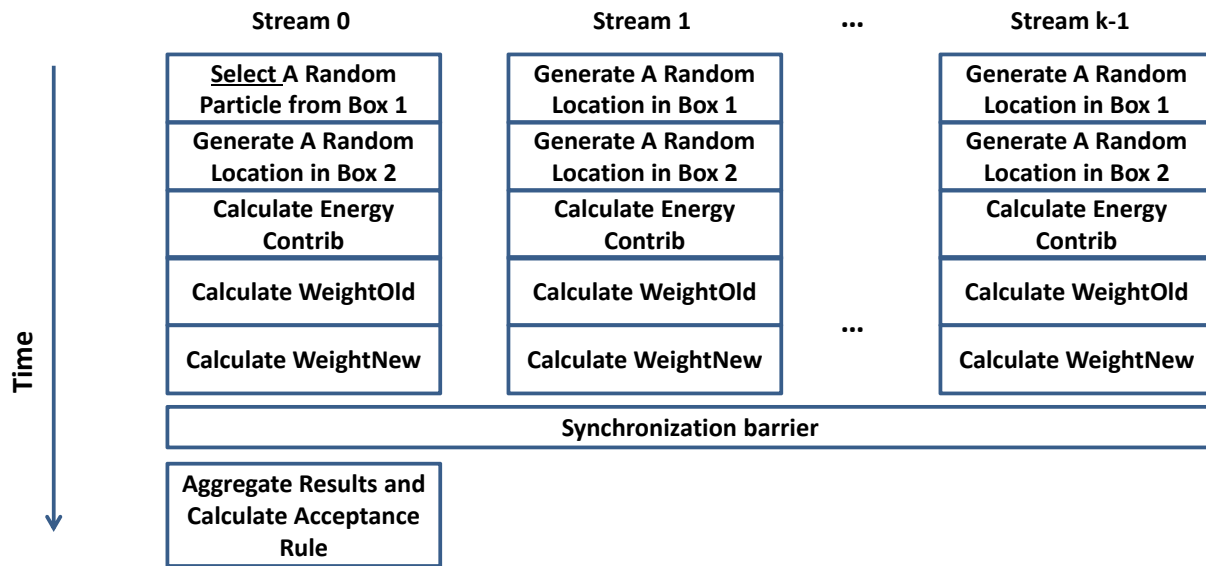 Stream 0 Stream 1 ... Stream k-1
Select A Random Particle from Box 1
Generate A Random Location in Box 2
Calculate Energy Contrib
Calculate WeightOld
Calculate WeightNew
Generate A Random Location in Box 1
Generate A Random Location in Box 2
Calculate Energy Contrib
Calculate WeightOld
Calculate WeightNew
...
Generate A Random Location in Box 1
Generate A Random Location in Box 2
Calculate Energy Contrib
Calculate WeightOld
Calculate WeightNew
Time
Synchronization barrier
Aggregate Results and
Calculate Acceptance
Rule